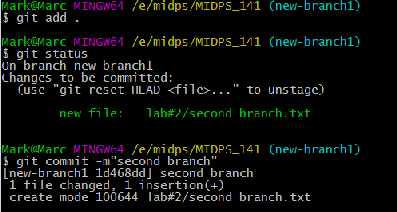 Mark@Marc MINGW64 /e/midps/MIDPS_141 (new-branch1)
$ git add .
Mark@Marc MINGW64 /e/midps/MIDPS_141 (new-branch1)
$ git status
On branch new-branch1
Changes to be committed:
(use "git reset HEAD <file>..." to unstage)
new file: lab#2/second branch.txt
Mark@Marc MINGW64 /e/midps/MIDPS_141 (new-branch1)
$ git commit -m"second branch"
[new-branch1 1d468dd] second branch
1 file changed, 1 insertion(+)
create mode 100644 lab#2/second branch.txt